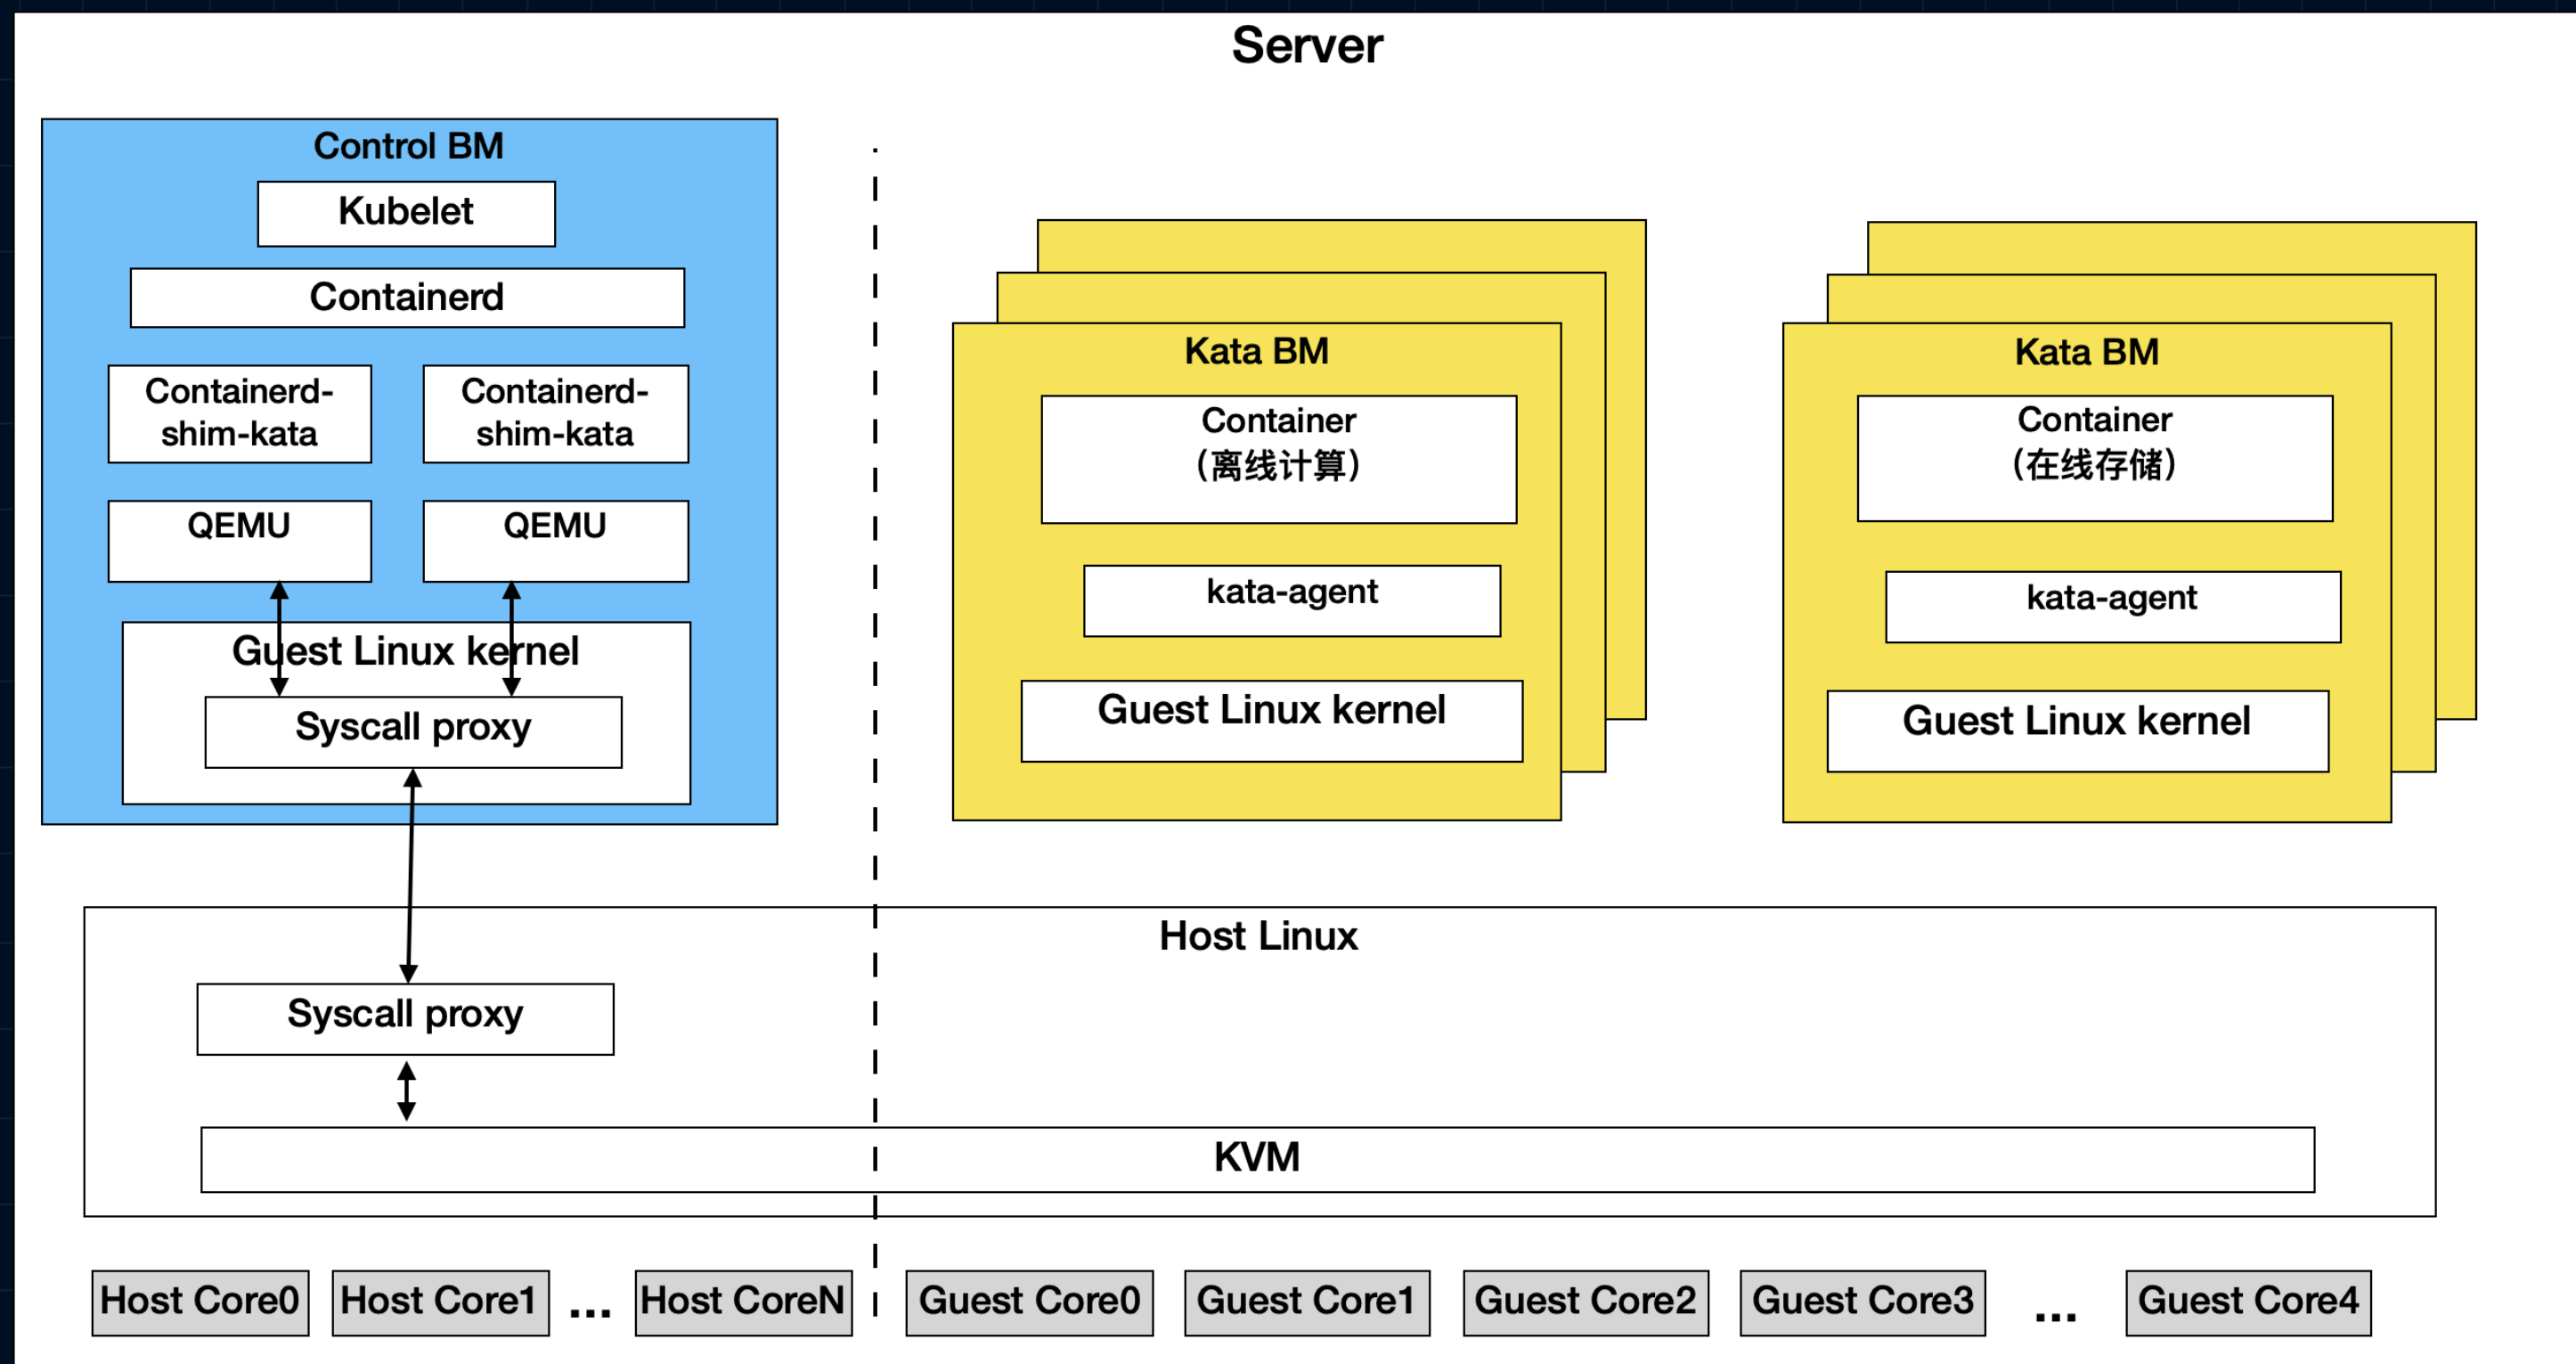 Server
Control BM
Kubelet
Containerd
Containerd-
shim-kata
Containerd-
shim-kata
QEMU
QEMU
Guest Linux kernel
Syscall proxy
Kata BM
Container
(离线计算)
kata-agent
Guest Linux kernel
Kata BM
Container
(在线存储)
kata-agent
Guest Linux kernel
Host Linux
Syscall proxy
KVM
Host Core0
Host Core1
...
Host CoreN
Guest Core0
Guest Core1
Guest Core2
Guest Core3
...
Guest Core4